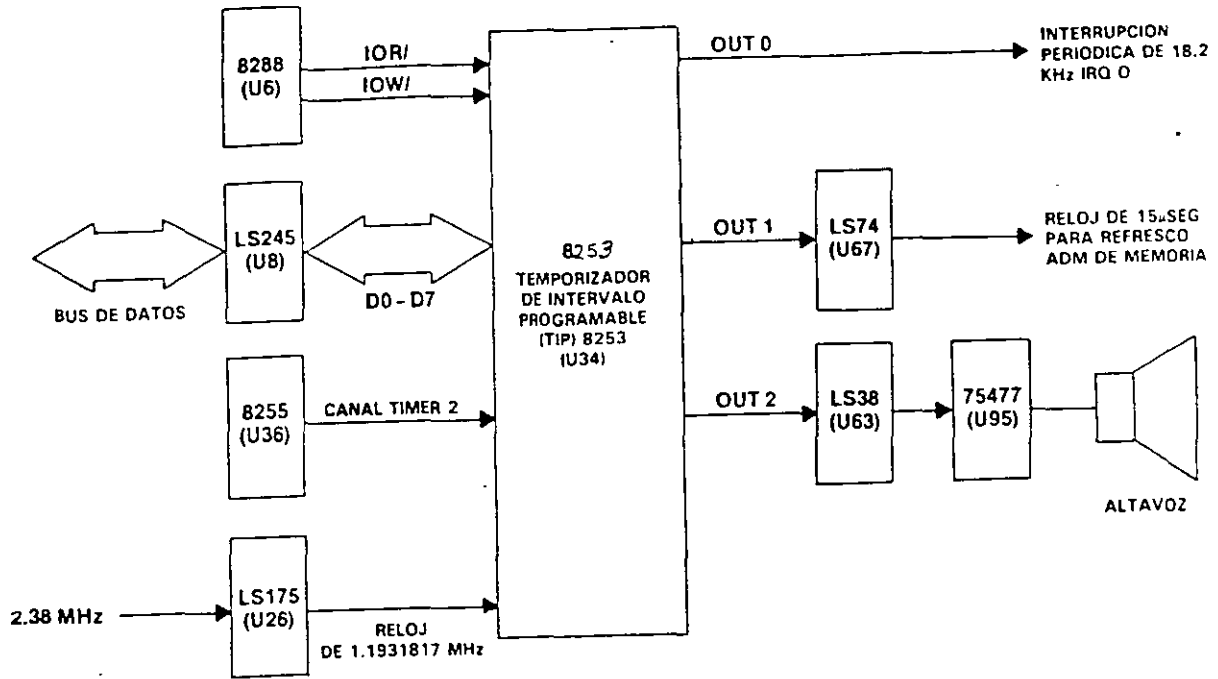 8288
(U6)
IOR/
IOW/
OUT 0
INTERRUPCION
PERIODICA DE 18.2
KHz IRQ O
LS245
(U8)
BUS DE DATOS
D0 - D7
8253
TEMPORIZADOR
DE INTERVALO
PROGRAMABLE
(TIP) 8253
(U34)
OUT 1
LS74
(U67)
RELOJ DE 15µSEG
PARA REFRESCO
ADM DE MEMORIA
8255
(U36)
CANAL TIMER 2
OUT 2
LS38
(U63)
75477
(U95)
ALTAVOZ
2.38 MHz
LS175
(U26)
RELOJ
DE 1.1931817 MHz